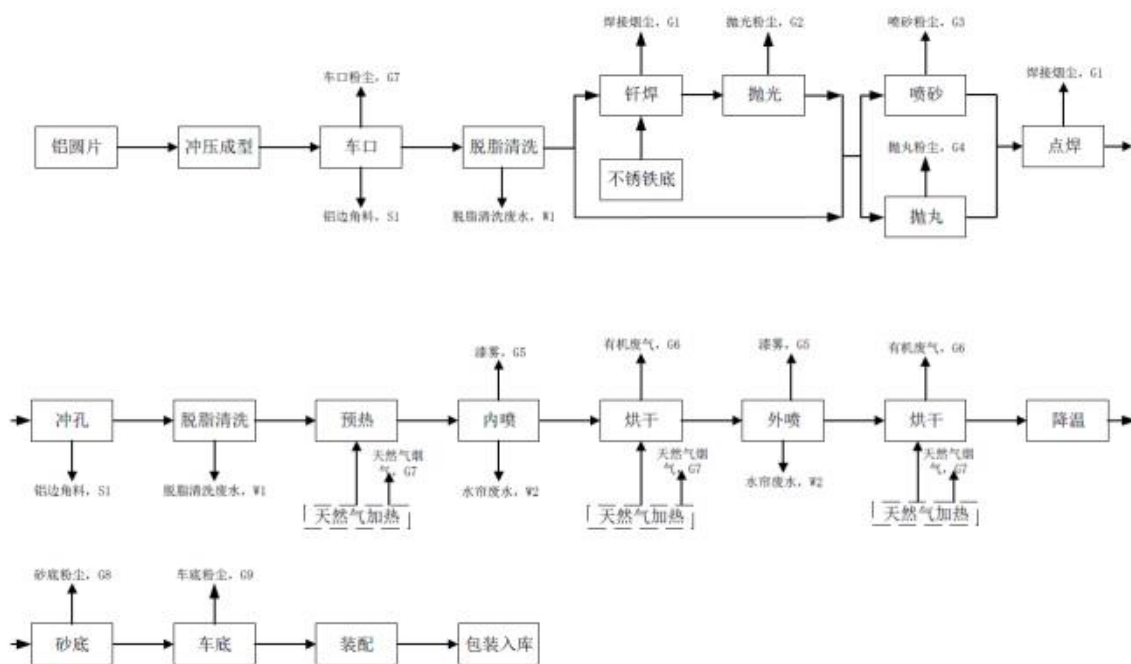 焊接烟尘，G1
抛光粉尘，G2
喷砂粉尘，G3
车口粉尘，G7
焊接烟尘，G1
钎焊
抛光
喷砂
铝圆片
冲压成型
车口
脱脂清洗
抛丸粉尘，G4
点焊
不锈铁底
铝边角料，S1
脱脂清洗废水，W1
抛丸
漆雾，G5
有机废气，G6
漆雾，G5
有机废气，G6
冲孔
脱脂清洗
预热
内喷
烘干
外喷
烘干
降温
铝边角料，S1
脱脂清洗废水，W1
天然气烟
气，G7
水帘废水，W2
天然气烟
气，G7
水帘废水，W2
天然气烟
气，G7
天然气加热
天然气加热
天然气加热
砂底粉尘，G8
车底粉尘，G9
砂底
车底
装配
包装入库